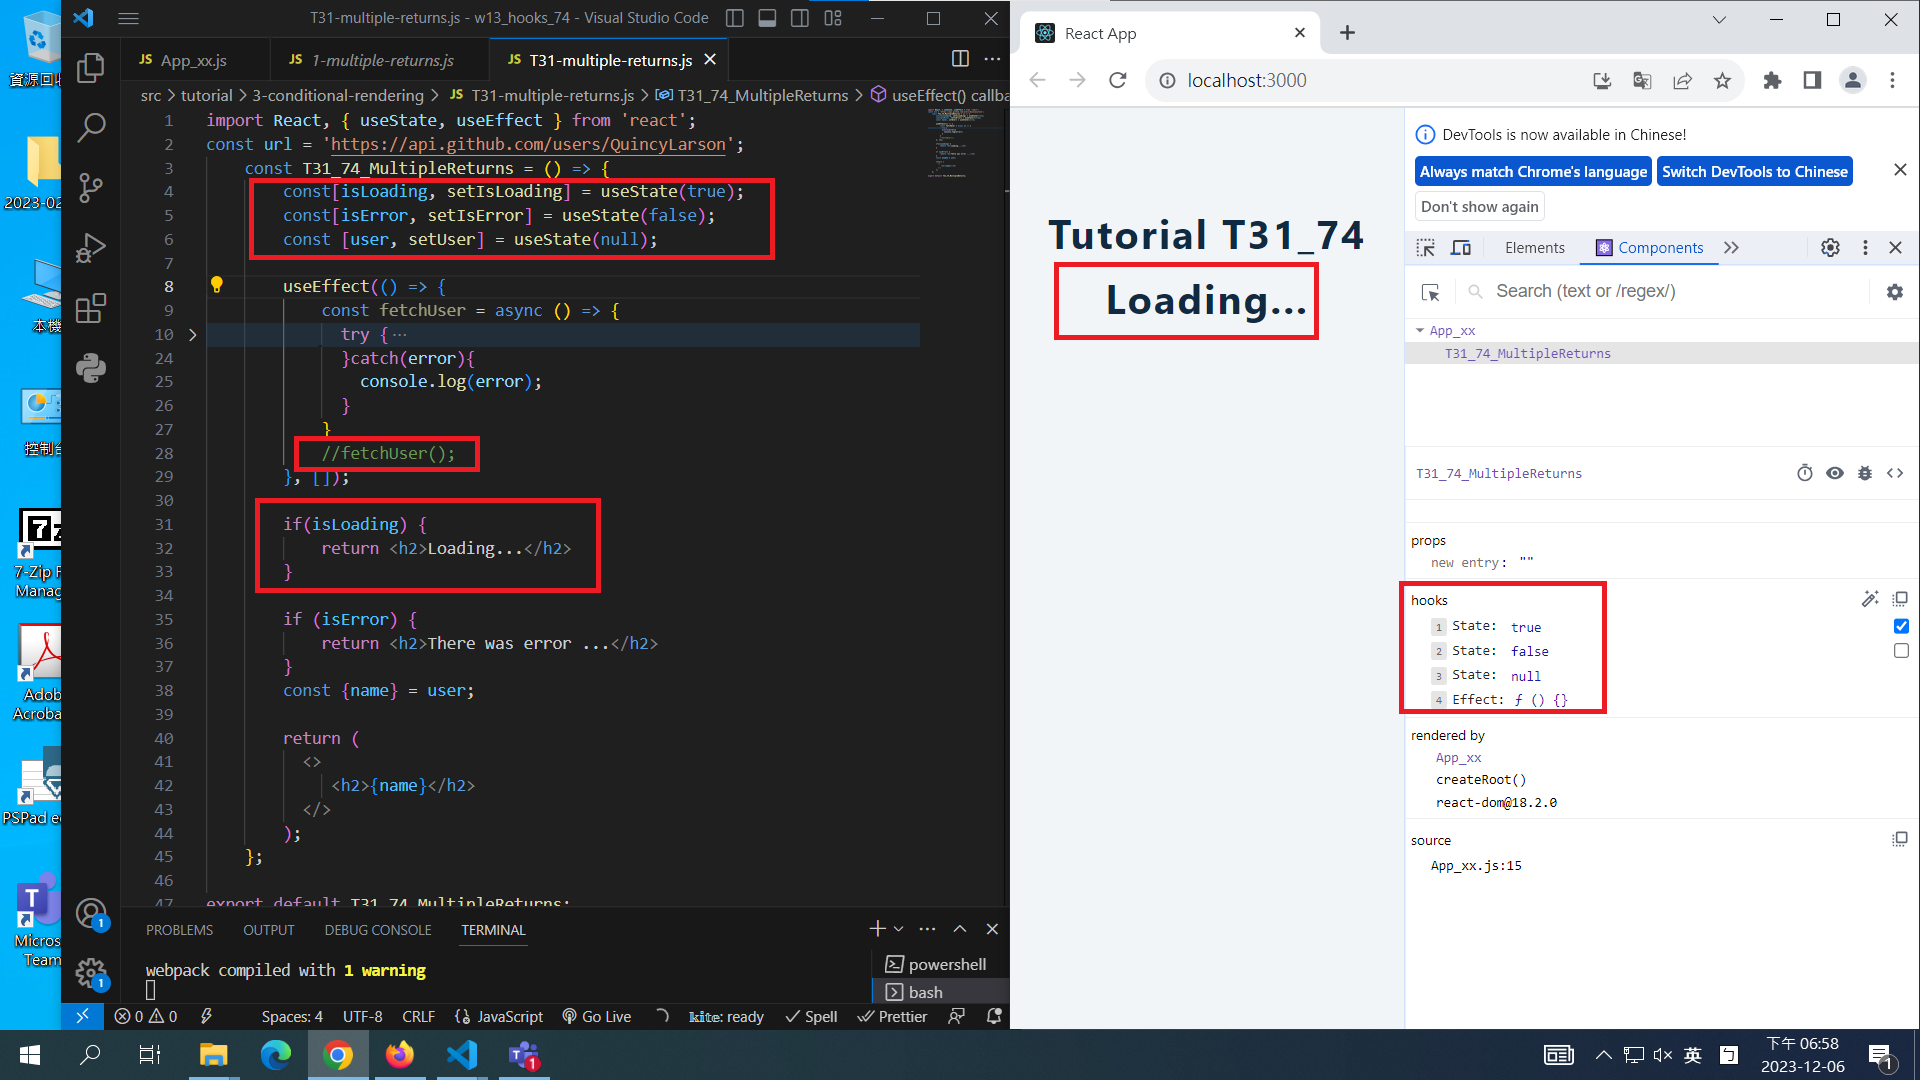 T31-multiple-returns.js - w13_hooks_74 - Visual Studio Code
App_xx.js
1-multiple-returns.js
T31-multiple-returns.js
src > tutorial > 3-conditional-rendering > JS T31-multiple-returns.js > T31_74_MultipleReturns > useEffect() callba
1 import React, { useState, useEffect } from 'react';
2 const url = 'https://api.github.com/users/QuincyLarson';
3 const T31_74_MultipleReturns = () => {
4 const[isLoading, setIsLoading] = useState(true);
5 const[isError, setIsError] = useState(false);
6 const [user, setUser] = useState(null);
7
8 useEffect(() => {
9 const fetchUser = async () => {
10 try { ...
24 }catch(error){
25 console.log(error);
26 }
27 }
28 //fetchUser();
29 }, []);
30
31 if(isLoading) {
32 return <h2>Loading...</h2>
33 }
34
35 if (isError) {
36 return <h2>There was error ...</h2>
37 }
38 const {name} = user;
39
40 return (
41 <>
42 <h2>{name}</h2>
43 </>
44 );
45 };
46
47 export default T31_74_MultipleReturns;
PROBLEMS OUTPUT DEBUG CONSOLE TERMINAL
webpack compiled with 1 warning
powershell
bash
0 0 Spaces: 4 UTF-8 CRLF {} JavaScript Go Live kite: ready Spell Prettier
React App
localhost:3000
Tutorial T31_74
Loading...
DevTools is now available in Chinese!
Always match Chrome's language
Switch DevTools to Chinese
Don't show again
Elements
Components
Search (text or /regex/)
App_xx
T31_74_MultipleReturns
T31_74_MultipleReturns
props
new entry: ""
hooks
1 State: true
2 State: false
3 State: null
4 Effect: ƒ () {}
rendered by
App_xx
createRoot()
react-dom@18.2.0
source
App_xx.js:15
資源回收
2023-02
本機
控制台
7-Zip F
Manag
Adob
Acroba
PSPad e
Micros
Team
英
下午 06:58
2023-12-06